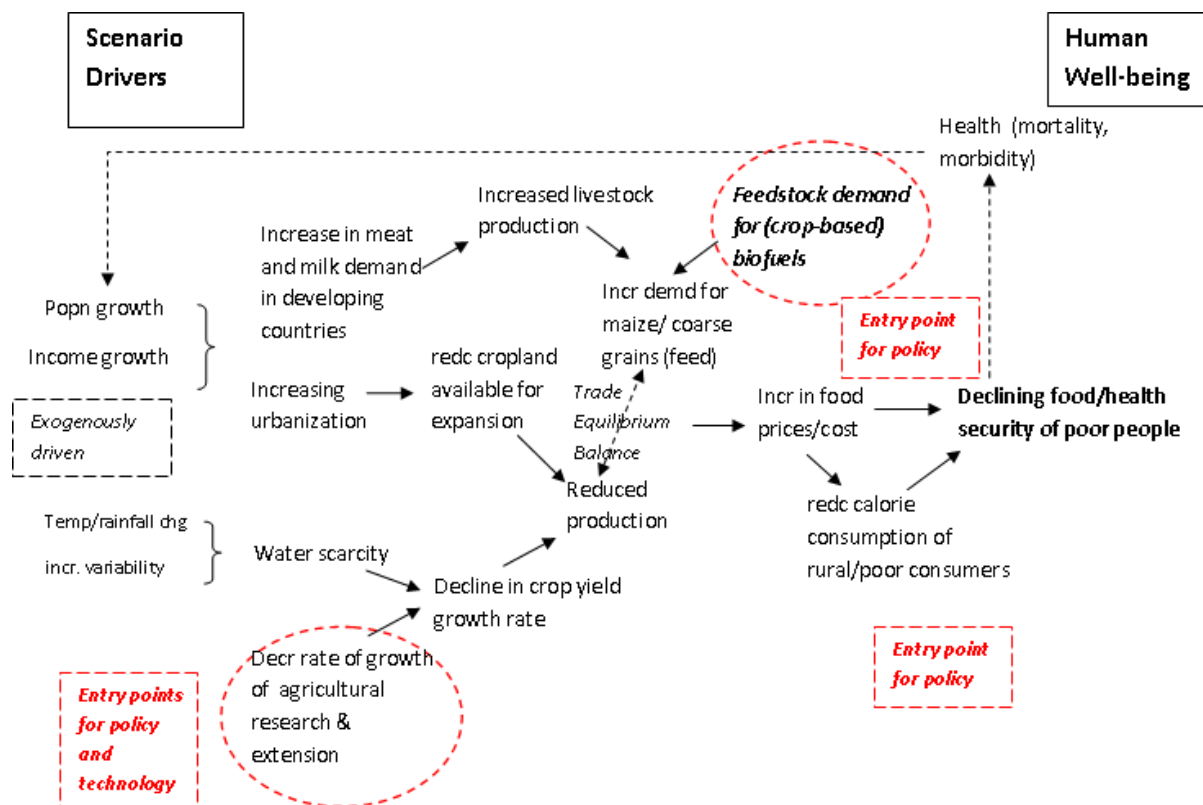 Scenario
Drivers
Human
Well-being
Health (mortality,
morbidity)
Increased livestock
production
Feedstock demand
for (crop-based)
biofuels
Increase in meat
and milk demand
in developing
countries
Incr demd for
maize/ coarse
grains (feed)
Popn growth
Income growth
Entry point
for policy
Exogenously
driven
Increasing
urbanization
redc cropland
available for
expansion
Trade
Equilibrium
Balance
Incr in food
prices/cost
Declining food/health
security of poor people
Reduced
production
redc calorie
consumption of
rural/poor consumers
Temp/rainfall chg
incr. variability
Water scarcity
Decline in crop yield
growth rate
Decr rate of growth
of agricultural
research &
extension
Entry point
for policy
Entry points
for policy
and
technology